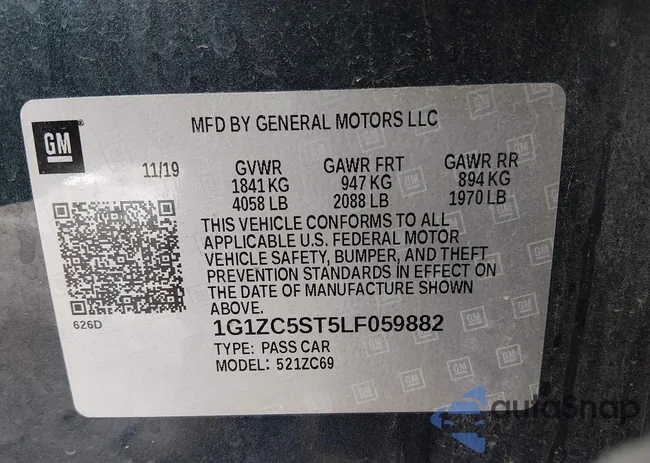 MFD BY GENERAL MOTORS LLC
GM
11/19 GVWR GAWR FRT GAWR RR
1841 KG 947 KG 894 KG
4058 LB 2088 LB 1970 LB
THIS VEHICLE CONFORMS TO ALL
APPLICABLE U.S. FEDERAL MOTOR
VEHICLE SAFETY, BUMPER, AND THEFT
PREVENTION STANDARDS IN EFFECT ON
THE DATE OF MANUFACTURE SHOWN
ABOVE.
626D
1G1ZC5ST5LF059882
TYPE: PASS CAR
MODEL: 521ZC69
autoSnap